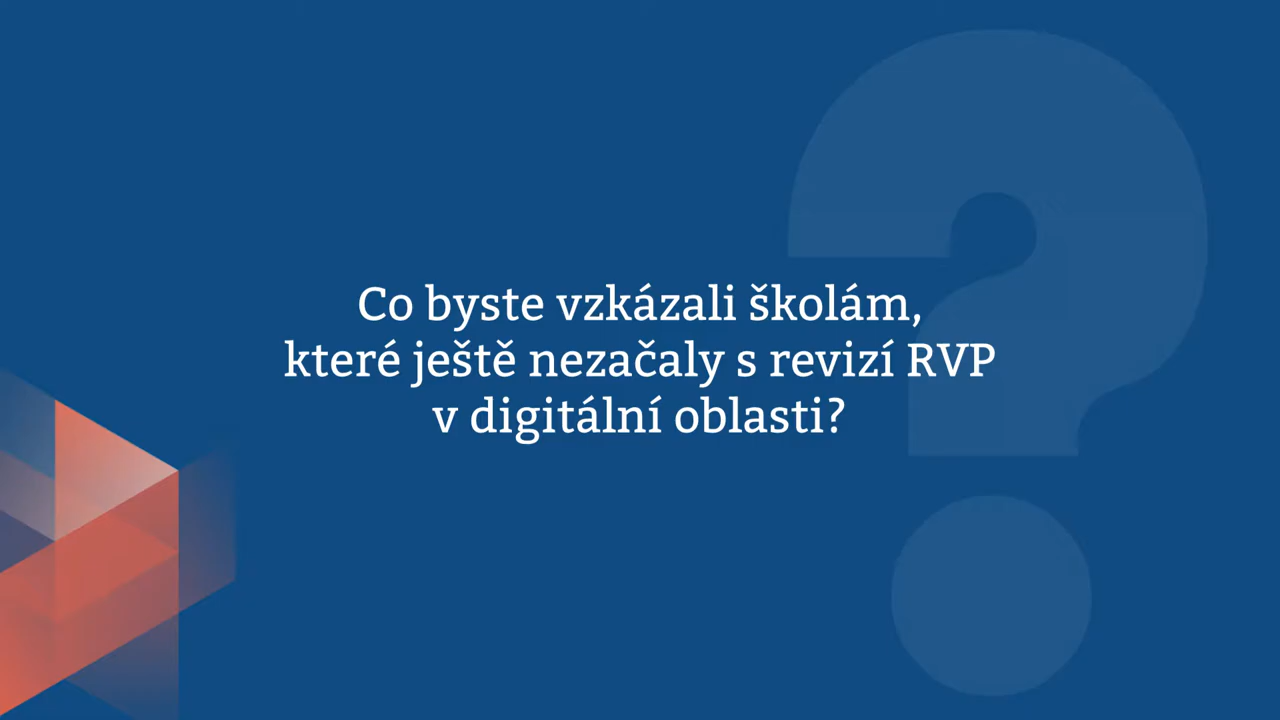 Co byste vzkázali školám,
které ještě nezačaly s revizí RVP
v digitální oblasti?